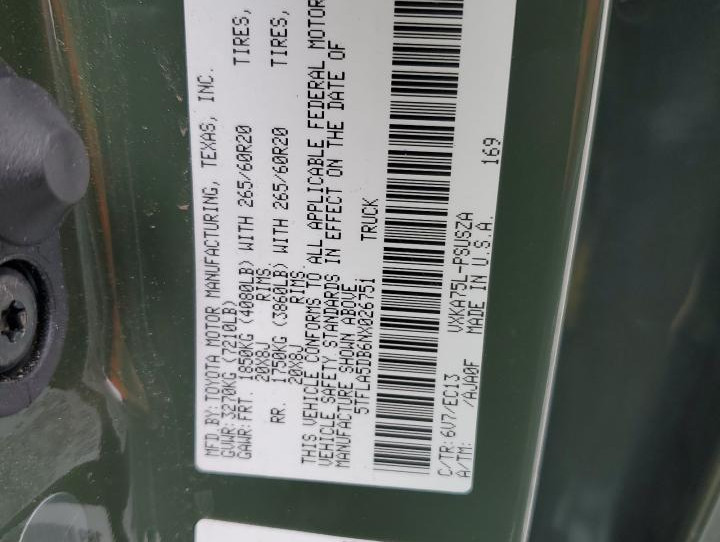 MFD BY:TOYOTA MOTOR MANUFACTURING, TEXAS, INC.
GVWR:3270KG (7210LB)
GAWR:FRT. 1850KG (4080LB) WITH 265/60R20 TIRES,
20X8J RIMS
RR. 1750KG (3860LB) WITH 265/60R20 TIRES,
20X8J RIMS.
THIS VEHICLE CONFORMS TO ALL APPLICABLE FEDERAL MOTOR
VEHICLE SAFETY STANDARDS IN EFFECT ON THE DATE OF
MANUFACTURE SHOWN ABOVE.
5TFLA5DB6NX026751 TRUCK
C/TR:6V7/EC13 VXKA75L-PSUSZA
A/TM: /AJA0F MADE IN U.S.A. 169